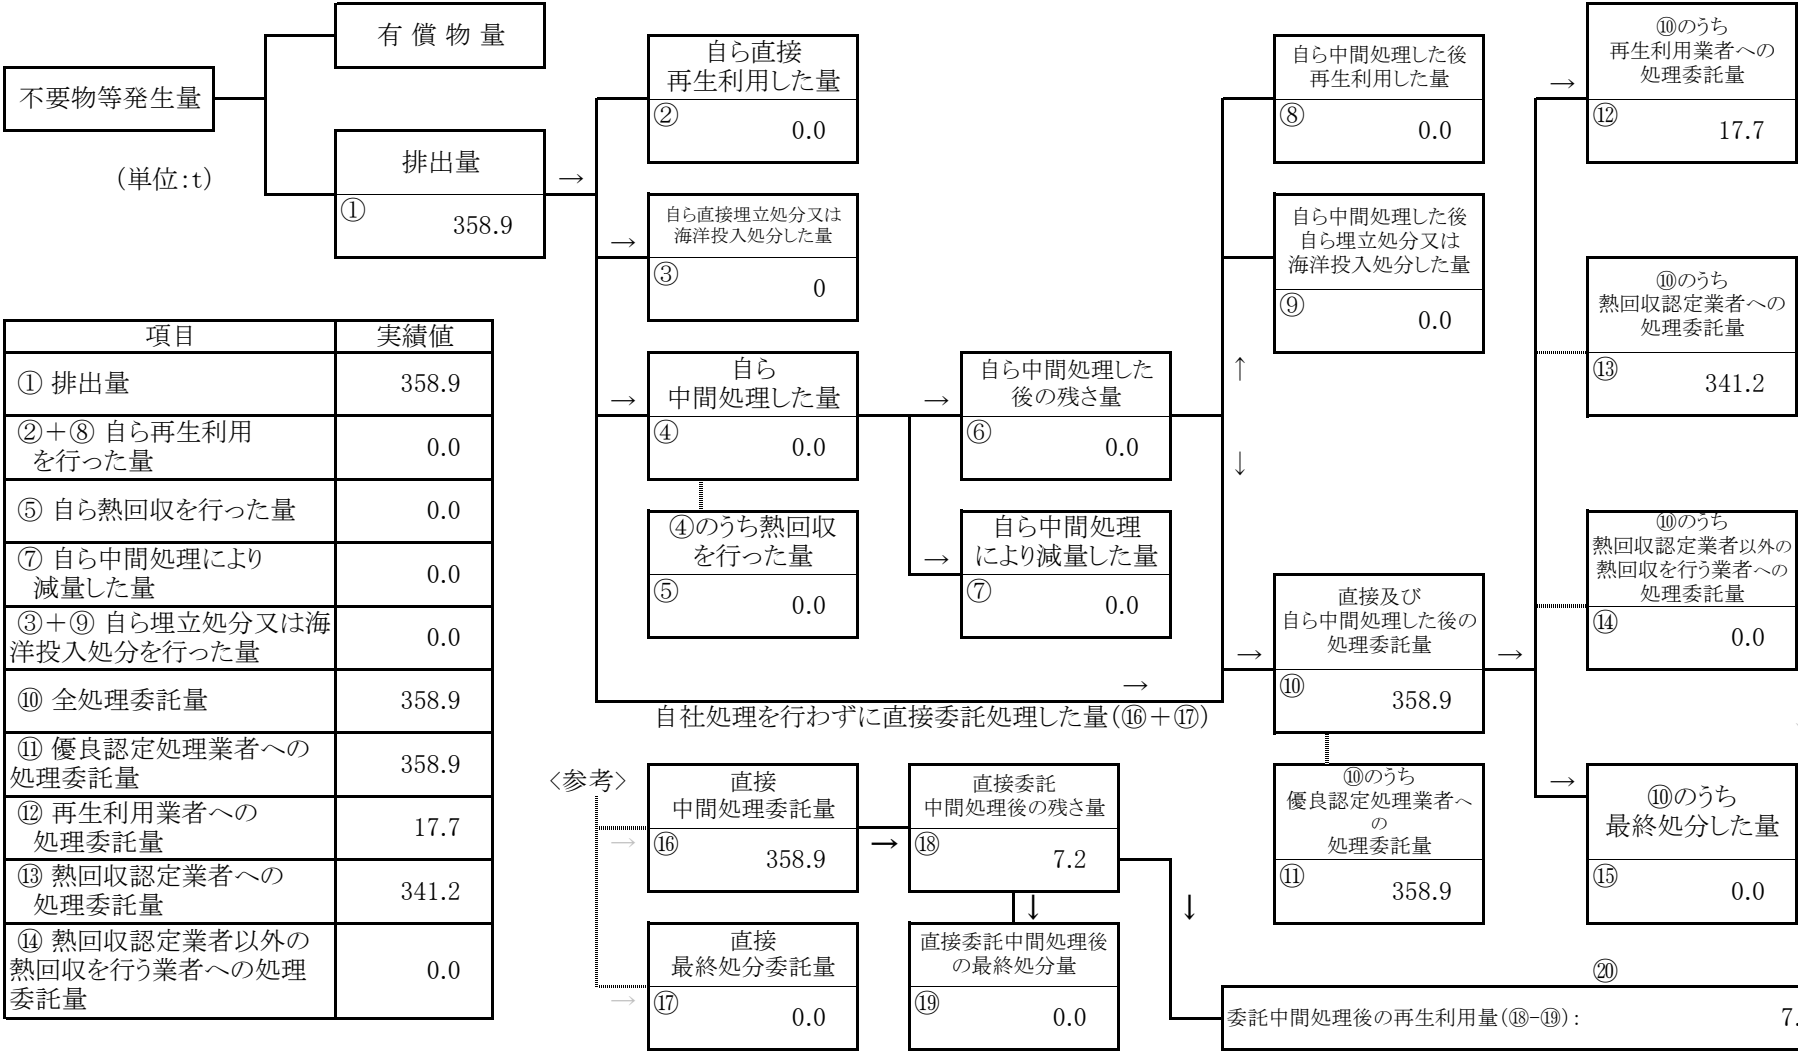 有 償 物 量
不要物等発生量
(単位:t)
排出量
①
358.9
→
自ら直接
再生利用した量
②
0.0
→
自ら直接埋立処分又は
海洋投入処分した量
③
0
→
自ら
中間処理した量
④
0.0
④のうち熱回収
を行った量
⑤
0.0
→
自ら中間処理した
後の残さ量
⑥
0.0
→
自ら中間処理
により減量した量
⑦
0.0
自ら中間処理した後
再生利用した量
⑧
0.0
自ら中間処理した後
自ら埋立処分又は
海洋投入処分した量
⑨
0.0
↑
↓
→
自社処理を行わずに直接委託処理した量(⑯+⑰)
→
直接及び
自ら中間処理した後の
処理委託量
⑩
358.9
→
⑩のうち
優良認定処理業者へ
の
処理委託量
⑪
358.9
→
⑩のうち
再生利用業者への
処理委託量
⑫
17.7
⑩のうち
熱回収認定業者への
処理委託量
⑬
341.2
⑩のうち
熱回収認定業者以外の
熱回収を行う業者への
処理委託量
⑭
0.0
→
⑩のうち
最終処分した量
⑮
0.0
<参考>
→
直接
中間処理委託量
⑯
358.9
→
直接委託
中間処理後の残さ量
⑱
7.2
↓
↓
→
直接
最終処分委託量
⑰
0.0
直接委託中間処理後
の最終処分量
⑲
0.0
⑳
委託中間処理後の再生利用量(⑱-⑲):
7.
項目 実績値
① 排出量 358.9
②+⑧ 自ら再生利用
を行った量 0.0
⑤ 自ら熱回収を行った量 0.0
⑦ 自ら中間処理により
減量した量 0.0
③+⑨ 自ら埋立処分又は海
洋投入処分を行った量 0.0
⑩ 全処理委託量 358.9
⑪ 優良認定処理業者への
処理委託量 358.9
⑫ 再生利用業者への
処理委託量 17.7
⑬ 熱回収認定業者への
処理委託量 341.2
⑭ 熱回収認定業者以外の
熱回収を行う業者への処理
委託量 0.0